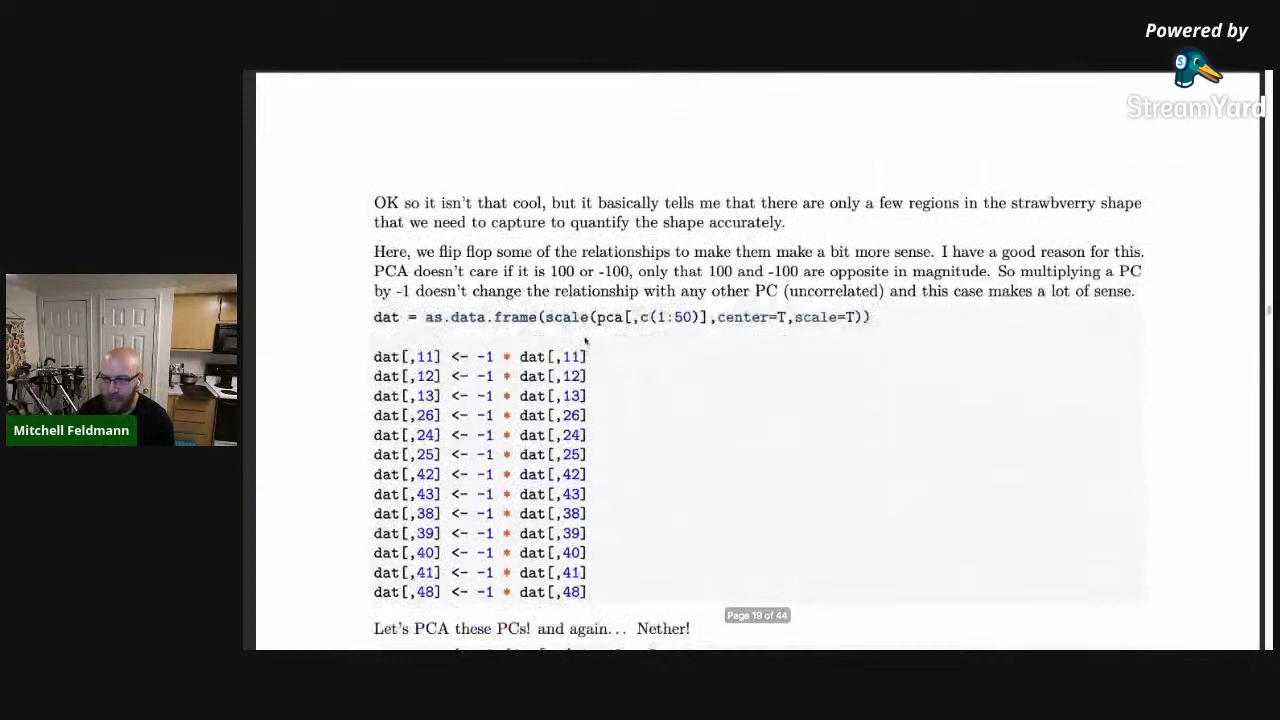 Powered by
StreamYard
OK so it isn't that cool, but it basically tells me that there are only a few regions in the strawbverry shape
that we need to capture to quantify the shape accurately.
Here, we flip flop some of the relationships to make them make a bit more sense. I have a good reason for this.
PCA doesn't care if it is 100 or -100, only that 100 and -100 are opposite in magnitude. So multiplying a PC
by -1 doesn't change the relationship with any other PC (uncorrelated) and this case makes a lot of sense.
dat = as.data.frame(scale(pca[,c(1:50)],center=T,scale=T))
dat[,11] <- -1 * dat[,11]
dat[,12] <- -1 * dat[,12]
dat[,13] <- -1 * dat[,13]
dat[,26] <- -1 * dat[,26]
dat[,24] <- -1 * dat[,24]
dat[,25] <- -1 * dat[,25]
dat[,42] <- -1 * dat[,42]
dat[,43] <- -1 * dat[,43]
dat[,38] <- -1 * dat[,38]
dat[,39] <- -1 * dat[,39]
dat[,40] <- -1 * dat[,40]
dat[,41] <- -1 * dat[,41]
dat[,48] <- -1 * dat[,48]
Page 19 of 44
Let's PCA these PCs! and again... Nether!
Mitchell Feldmann